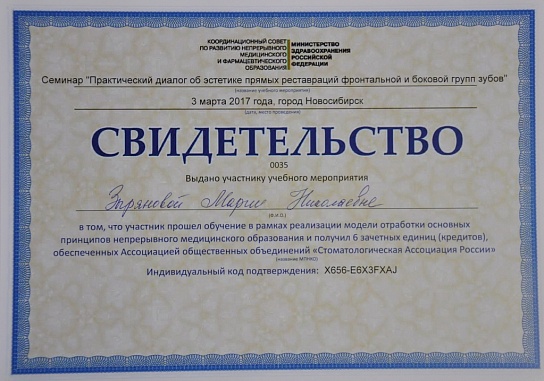 КООРДИНАЦИОННЫЙ СОВЕТ
ПО РАЗВИТИЮ НЕПРЕРЫВНОГО
МЕДИЦИНСКОГО
И ФАРМАЦЕВТИЧЕСКОГО
ОБРАЗОВАНИЯ
МИНИСТЕРСТВО
ЗДРАВООХРАНЕНИЯ
РОССИЙСКОЙ
ФЕДЕРАЦИИ
Семинар "Практический диалог об эстетике прямых реставраций фронтальной и боковой групп зубов"
(название учебного мероприятия)
3 марта 2017 года, город Новосибирск
(дата, место проведения)
СВИДЕТЕЛЬСТВО
0035
Выдано участнику учебного мероприятия
Зыряновой Марии Николаевне
(Ф.И.О.)
в том, что участник прошел обучение в рамках реализации модели отработки основных
принципов непрерывного медицинского образования и получил 6 зачетных единиц (кредитов),
обеспеченных Ассоциацией общественных объединений «Стоматологическая Ассоциация России»
(название МПНКО)
Индивидуальный код подтверждения: X656-E6X3FXAJ